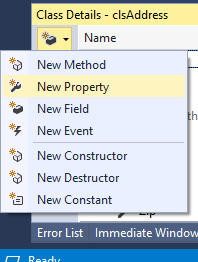 Class Details - clsAddress
Name
New Method
New Property
New Field
New Event
New Constructor
New Destructor
New Constant
Error List Immediate Window
Ready